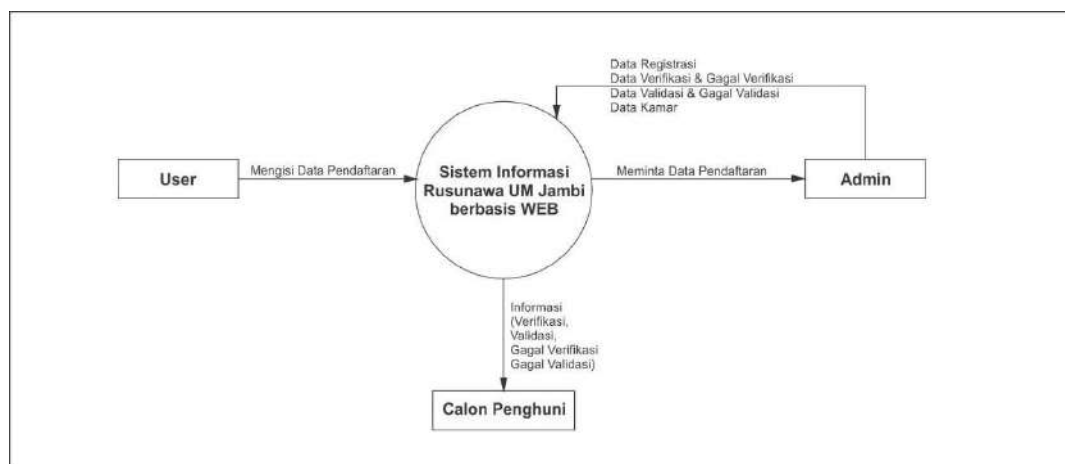 Data Registrasi
Data Verifikasi & Gagal Verifikasi
Data Validasi & Gagal Validasi
Data Kamar
User
Mengisi Data Pendaftaran
Sistem Informasi
Rusunawa UM Jambi
berbasis WEB
Meminta Data Pendaftaran
Admin
Informasi
(Verifikasi,
Validasi,
Gagal Verifikasi
Gagal Validasi)
Calon Penghuni